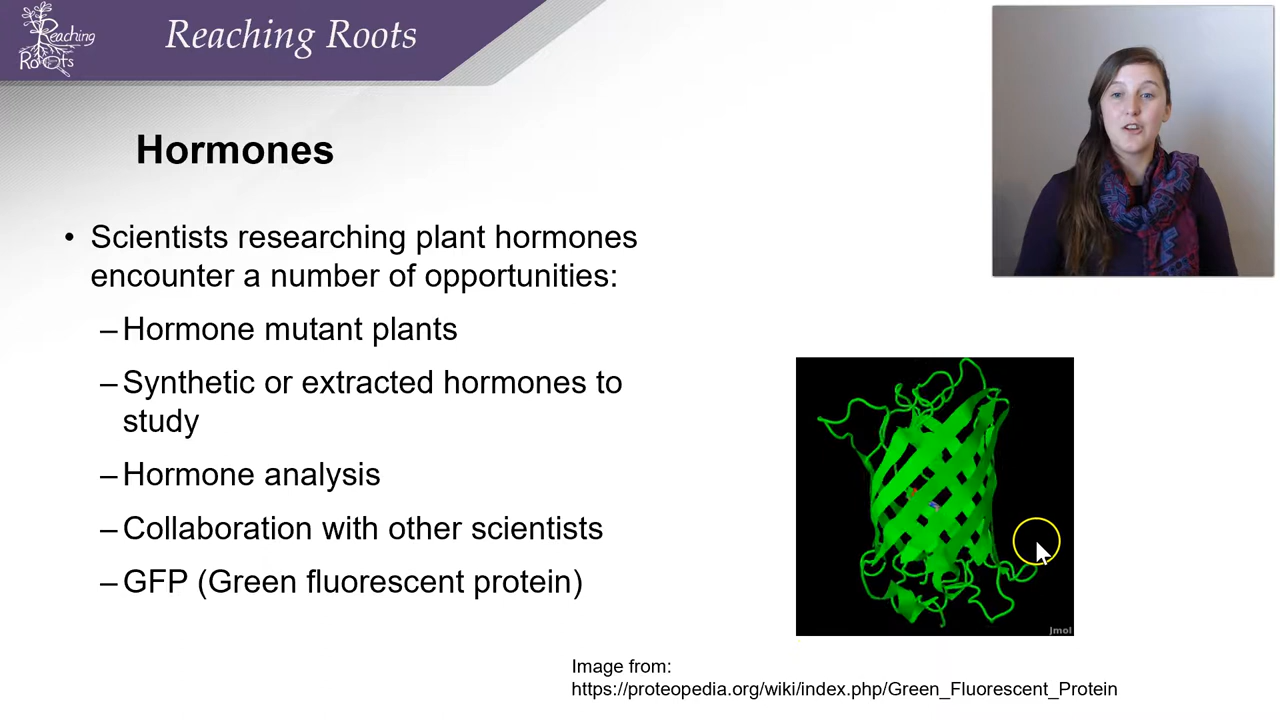 Reaching
Roots
Reaching Roots
Hormones
• Scientists researching plant hormones
encounter a number of opportunities:
–Hormone mutant plants
–Synthetic or extracted hormones to
study
–Hormone analysis
–Collaboration with other scientists
–GFP (Green fluorescent protein)
Jmol
Image from:
https://proteopedia.org/wiki/index.php/Green_Fluorescent_Protein